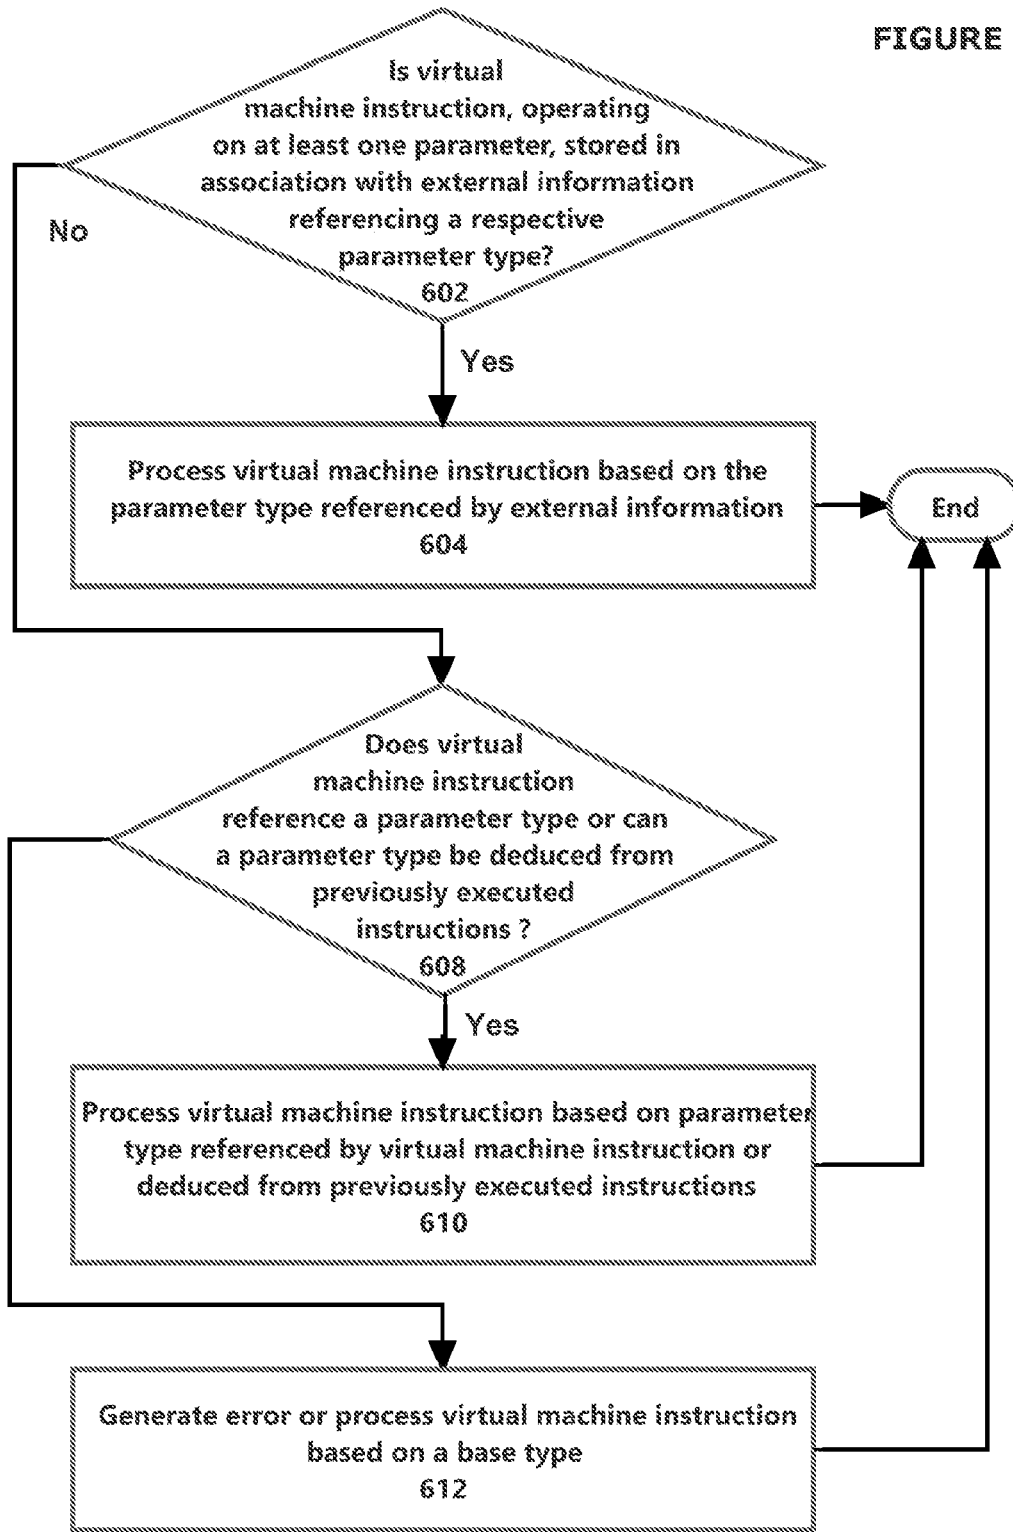 FIGURE
Is virtual
machine instruction, operating
on at least one parameter, stored in
association with external information
referencing a respective
parameter type?
602
No
Yes
Process virtual machine instruction based on the
parameter type referenced by external information
604
End
Does virtual
machine instruction
reference a parameter type or can
a parameter type be deduced from
previously executed
instructions ?
608
Yes
Process virtual machine instruction based on parameter
type referenced by virtual machine instruction or
deduced from previously executed instructions
610
Generate error or process virtual machine instruction
based on a base type
612